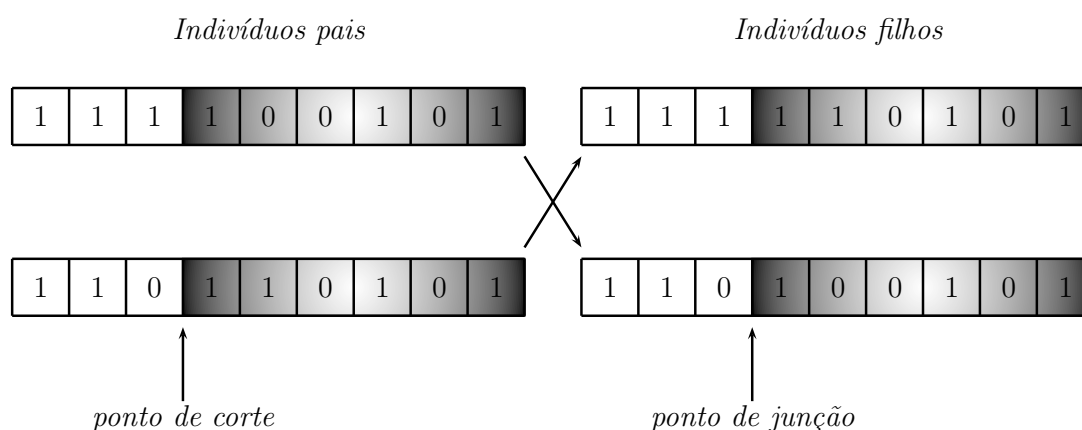 Indivíduos pais Indivíduos filhos
1 1 1 1 0 0 1 0 1 1 1 1 1 1 0 1 0 1
1 1 0 1 1 0 1 0 1 1 1 0 1 0 0 1 0 1
ponto de corte ponto de junção